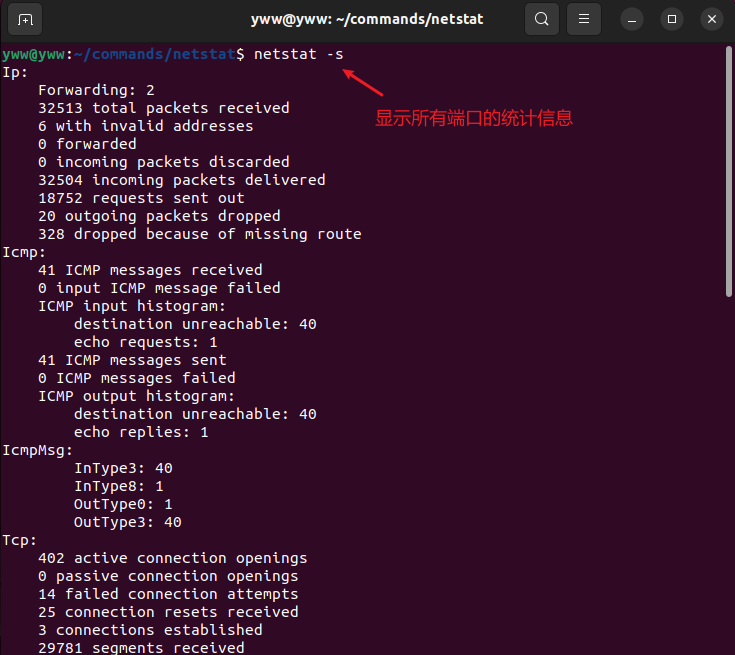 yww@yww: ~/commands/netstat
yww@yww:~/commands/netstat$ netstat -s
Ip:
显示所有端口的统计信息
Forwarding: 2
32513 total packets received
6 with invalid addresses
0 forwarded
0 incoming packets discarded
32504 incoming packets delivered
18752 requests sent out
20 outgoing packets dropped
328 dropped because of missing route
Icmp:
41 ICMP messages received
0 input ICMP message failed
ICMP input histogram:
destination unreachable: 40
echo requests: 1
41 ICMP messages sent
0 ICMP messages failed
ICMP output histogram:
destination unreachable: 40
echo replies: 1
IcmpMsg:
InType3: 40
InType8: 1
OutType0: 1
OutType3: 40
Tcp:
402 active connection openings
0 passive connection openings
14 failed connection attempts
25 connection resets received
3 connections established
29781 segments received